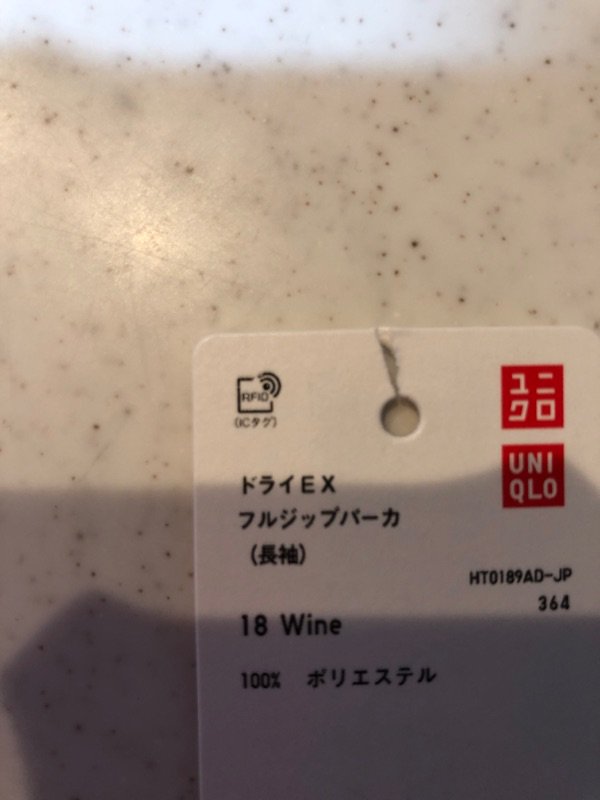 RFID
(ICタグ)
ユニ
クロ
UNI
QLO
ドライEX
フルジップパーカ
(長袖)
HT0189AD-JP
364
18 Wine
100% ポリエステル